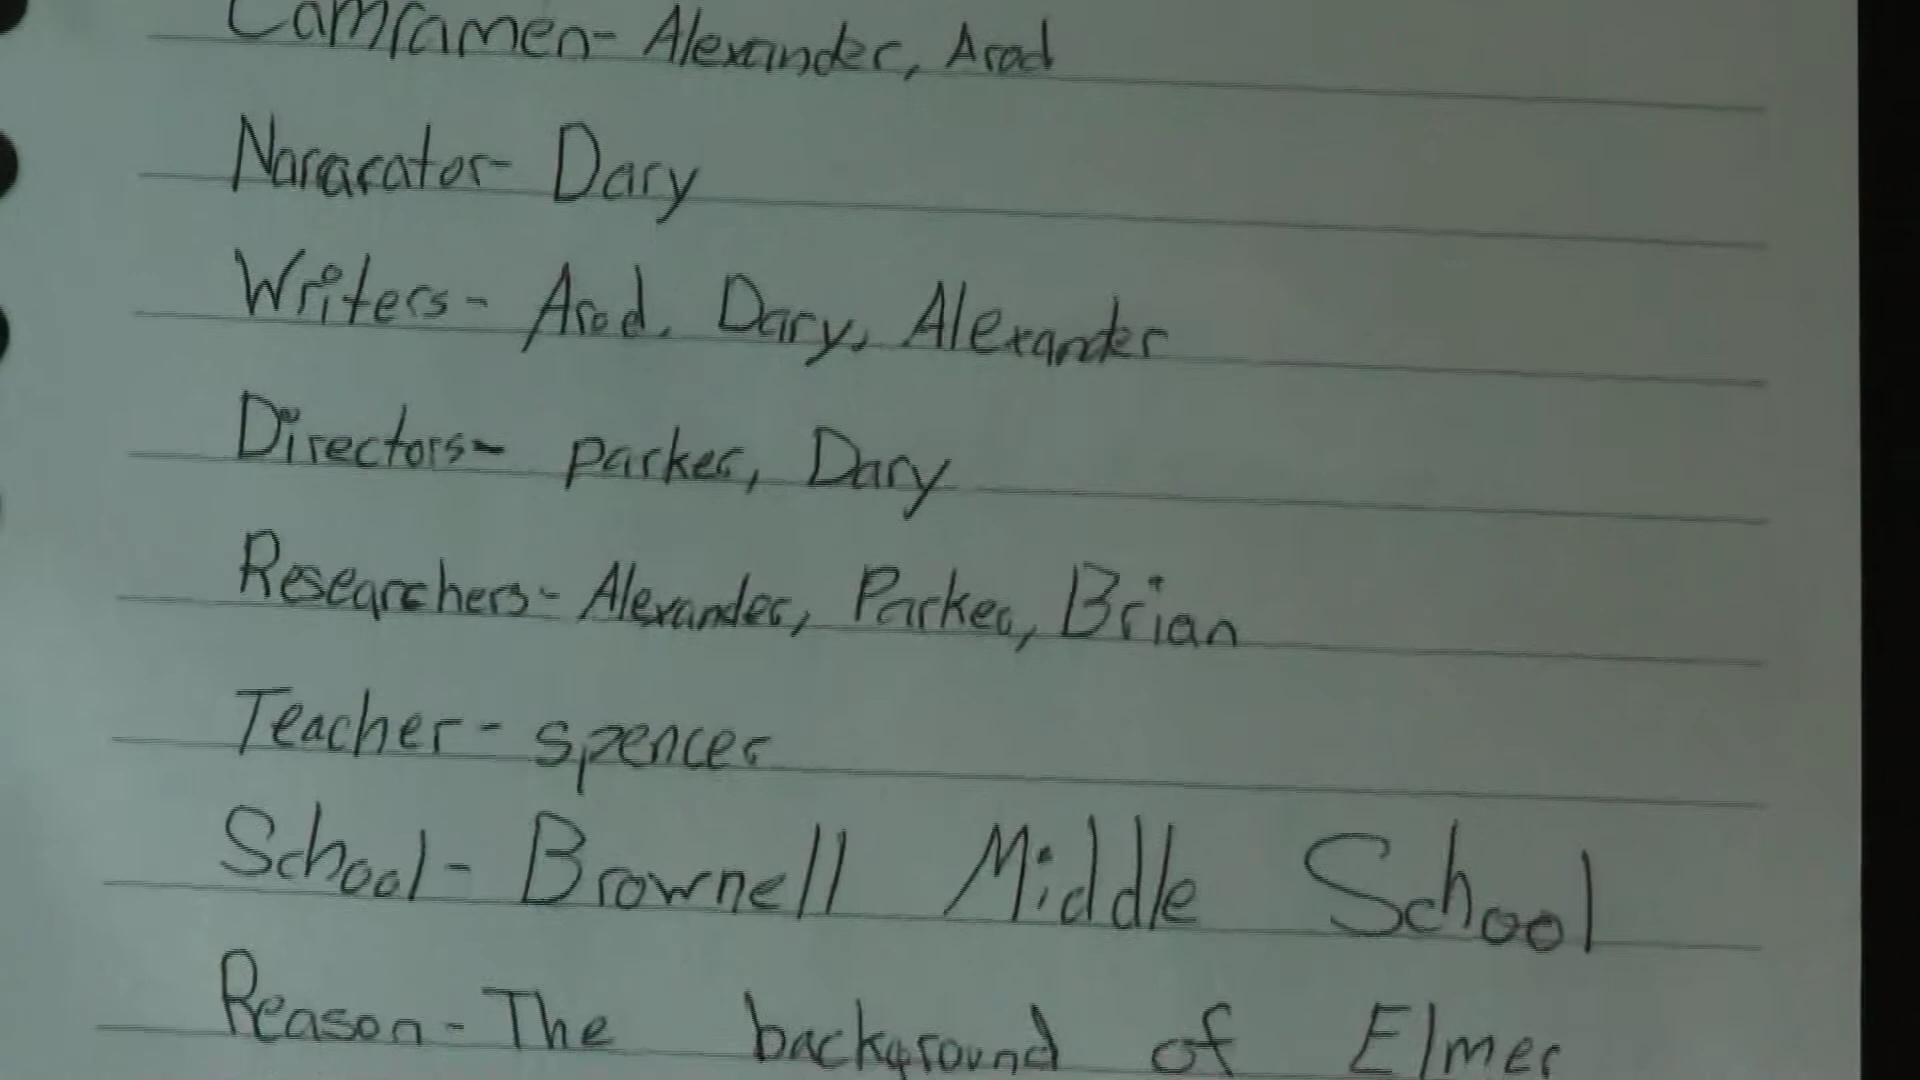 Camramen- Alexander, Arad
Nararator- Dary
Writers- Arad, Dary, Alexander
Directors- Parker, Dary
Researchers- Alexander, Parker, Brian
Teacher- spencer
School- Brownell Middle School
Reason- The background of Elmer